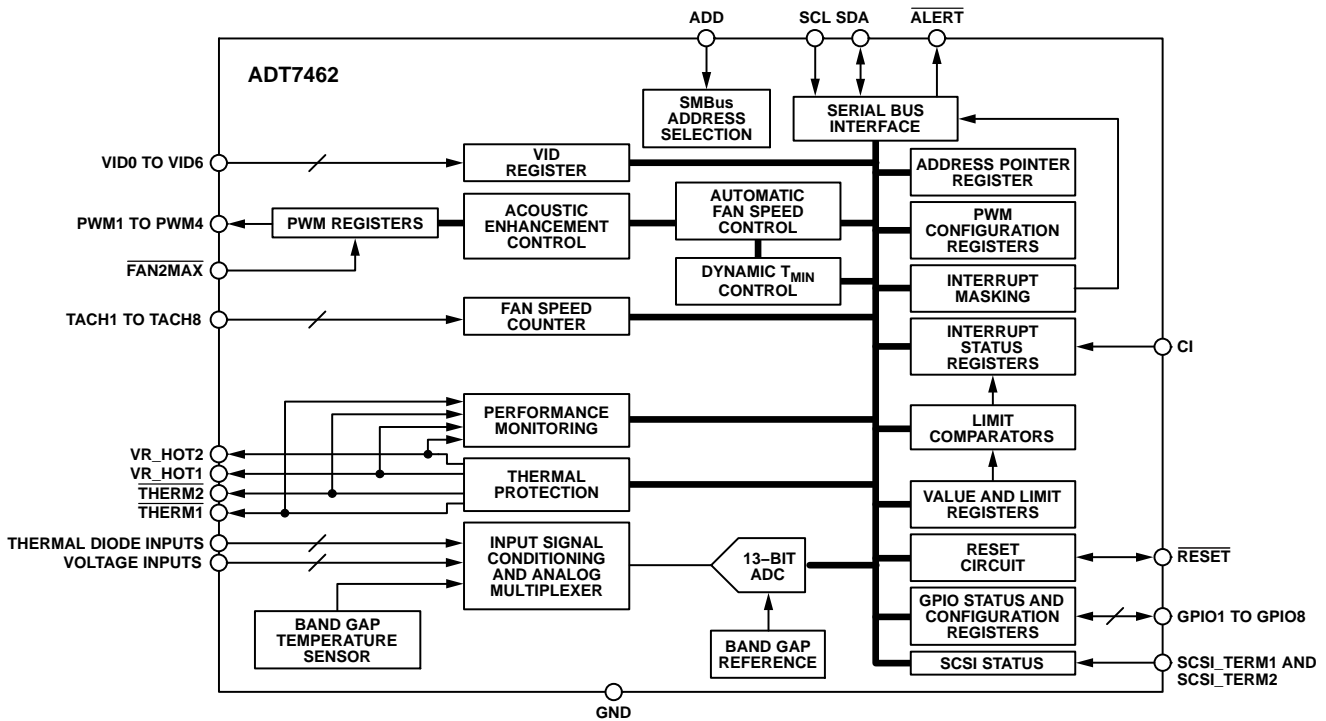 ADD
SCL SDA
ALERT
ADT7462
SMBus
ADDRESS
SELECTION
SERIAL BUS
INTERFACE
VID0 TO VID6
VID
REGISTER
ADDRESS POINTER
REGISTER
PWM1 TO PWM4
PWM REGISTERS
ACOUSTIC
ENHANCEMENT
CONTROL
AUTOMATIC
FAN SPEED
CONTROL
PWM
CONFIGURATION
REGISTERS
FAN2MAX
DYNAMIC TMIN
CONTROL
INTERRUPT
MASKING
TACH1 TO TACH8
FAN SPEED
COUNTER
INTERRUPT
STATUS
REGISTERS
CI
PERFORMANCE
MONITORING
LIMIT
COMPARATORS
VR_HOT2
VR_HOT1
THERM2
THERM1
THERMAL
PROTECTION
VALUE AND LIMIT
REGISTERS
THERMAL DIODE INPUTS
VOLTAGE INPUTS
INPUT SIGNAL
CONDITIONING
AND ANALOG
MULTIPLEXER
13–BIT
ADC
RESET
CIRCUIT
RESET
BAND GAP
TEMPERATURE
SENSOR
BAND GAP
REFERENCE
GPIO STATUS AND
CONFIGURATION
REGISTERS
GPIO1 TO GPIO8
SCSI STATUS
SCSI_TERM1 AND
SCSI_TERM2
GND